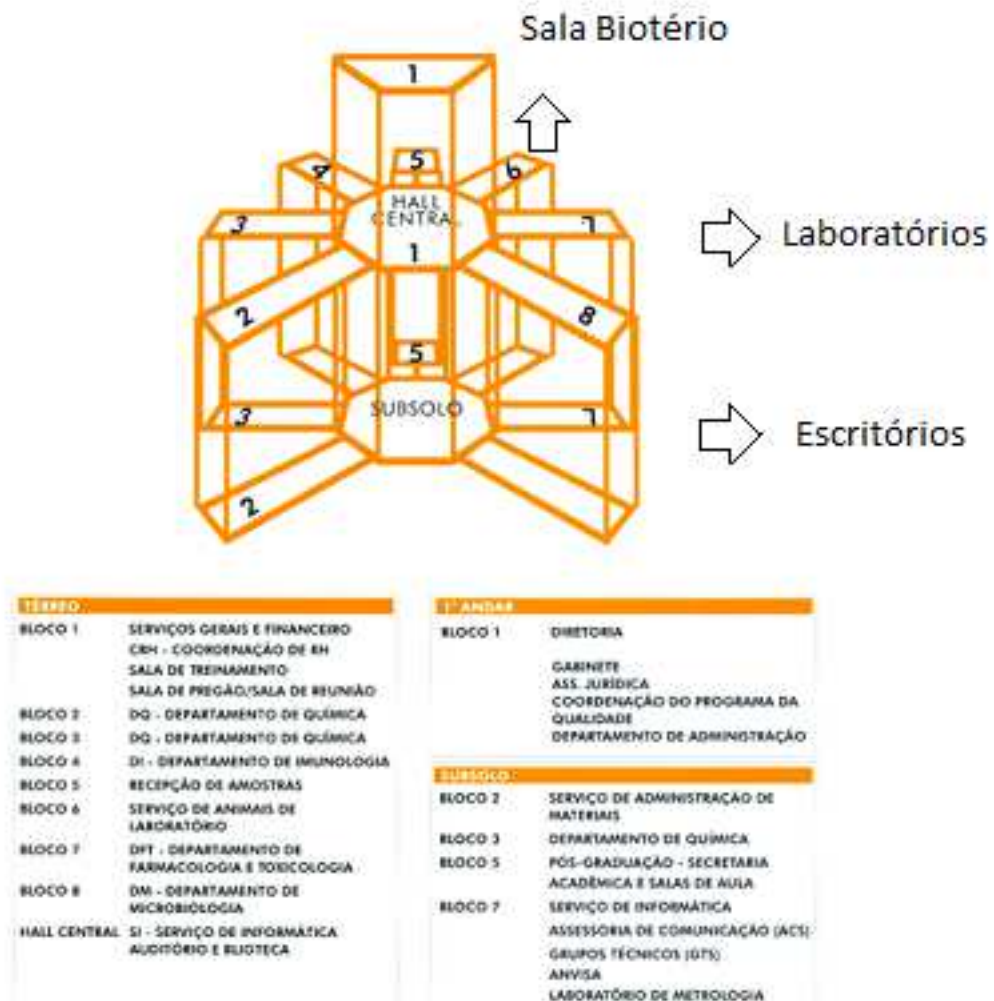 Sala Biotério
1
5
4
6
HALL
CENTRAL
3
7
1
2
8
5
SUBSOLO
3
7
2
Laboratórios
Escritórios
TÉRREO
BLOCO 1 SERVIÇOS GERAIS E FINANCEIRO
CRH - COORDENAÇÃO DE RH
SALA DE TREINAMENTO
SALA DE PREGÃO/SALA DE REUNIÃO
BLOCO 2 DQ - DEPARTAMENTO DE QUÍMICA
BLOCO 3 DQ - DEPARTAMENTO DE QUÍMICA
BLOCO 4 DI - DEPARTAMENTO DE IMUNOLOGIA
BLOCO 5 RECEPÇÃO DE AMOSTRAS
BLOCO 6 SERVIÇO DE ANIMAIS DE
LABORATÓRIO
BLOCO 7 DFT - DEPARTAMENTO DE
FARMACOLOGIA E TOXICOLOGIA
BLOCO 8 DM - DEPARTAMENTO DE
MICROBIOLOGIA
HALL CENTRAL SI - SERVIÇO DE INFORMÁTICA
AUDITÓRIO E BLIOTECA
1º ANDAR
BLOCO 1 DIRETORIA
GABINETE
ASS. JURÍDICA
COORDENAÇÃO DO PROGRAMA DA
QUALIDADE
DEPARTAMENTO DE ADMINISTRAÇÃO
SUBSOLO
BLOCO 2 SERVIÇO DE ADMINISTRAÇÃO DE
MATERIAIS
BLOCO 3 DEPARTAMENTO DE QUÍMICA
BLOCO 5 PÓS-GRADUAÇÃO - SECRETARIA
ACADÊMICA E SALAS DE AULA
BLOCO 7 SERVIÇO DE INFORMÁTICA
ASSESSORIA DE COMUNICAÇÃO (ACS)
GRUPOS TÉCNICOS (GTS)
ANVISA
LABORATÓRIO DE METROLOGIA